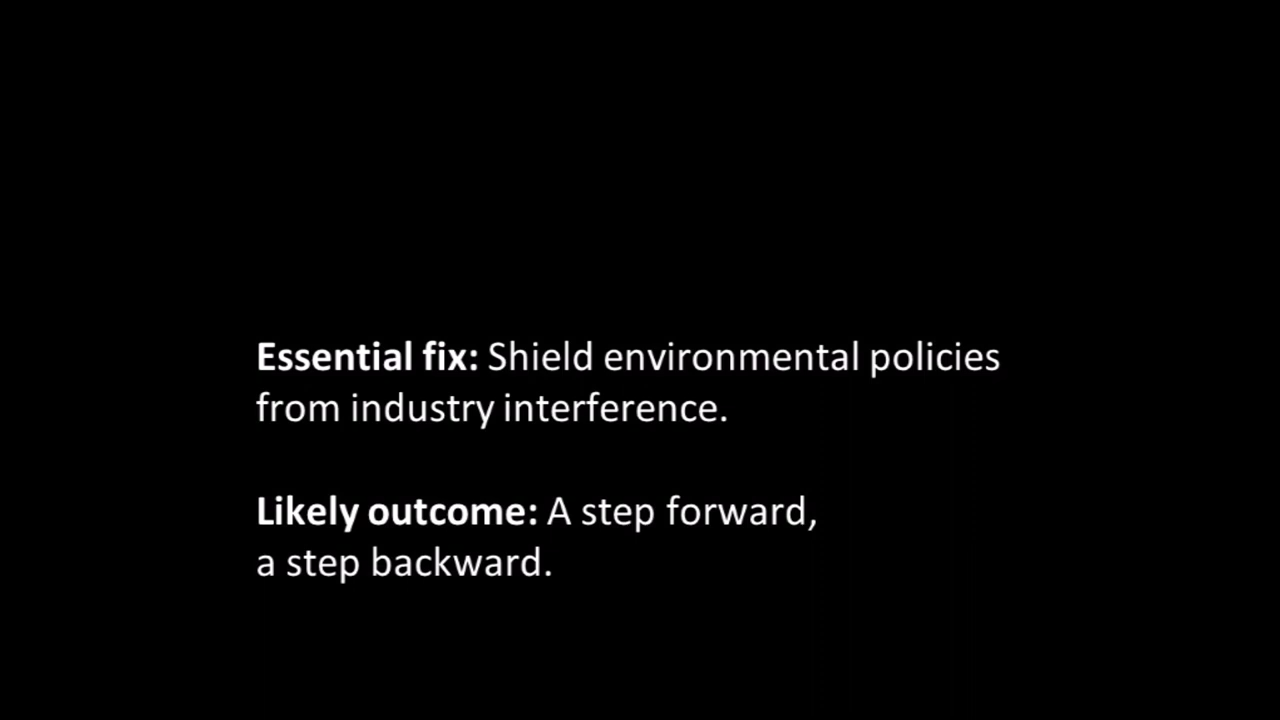 Essential fix: Shield environmental policies
from industry interference.
Likely outcome: A step forward,
a step backward.